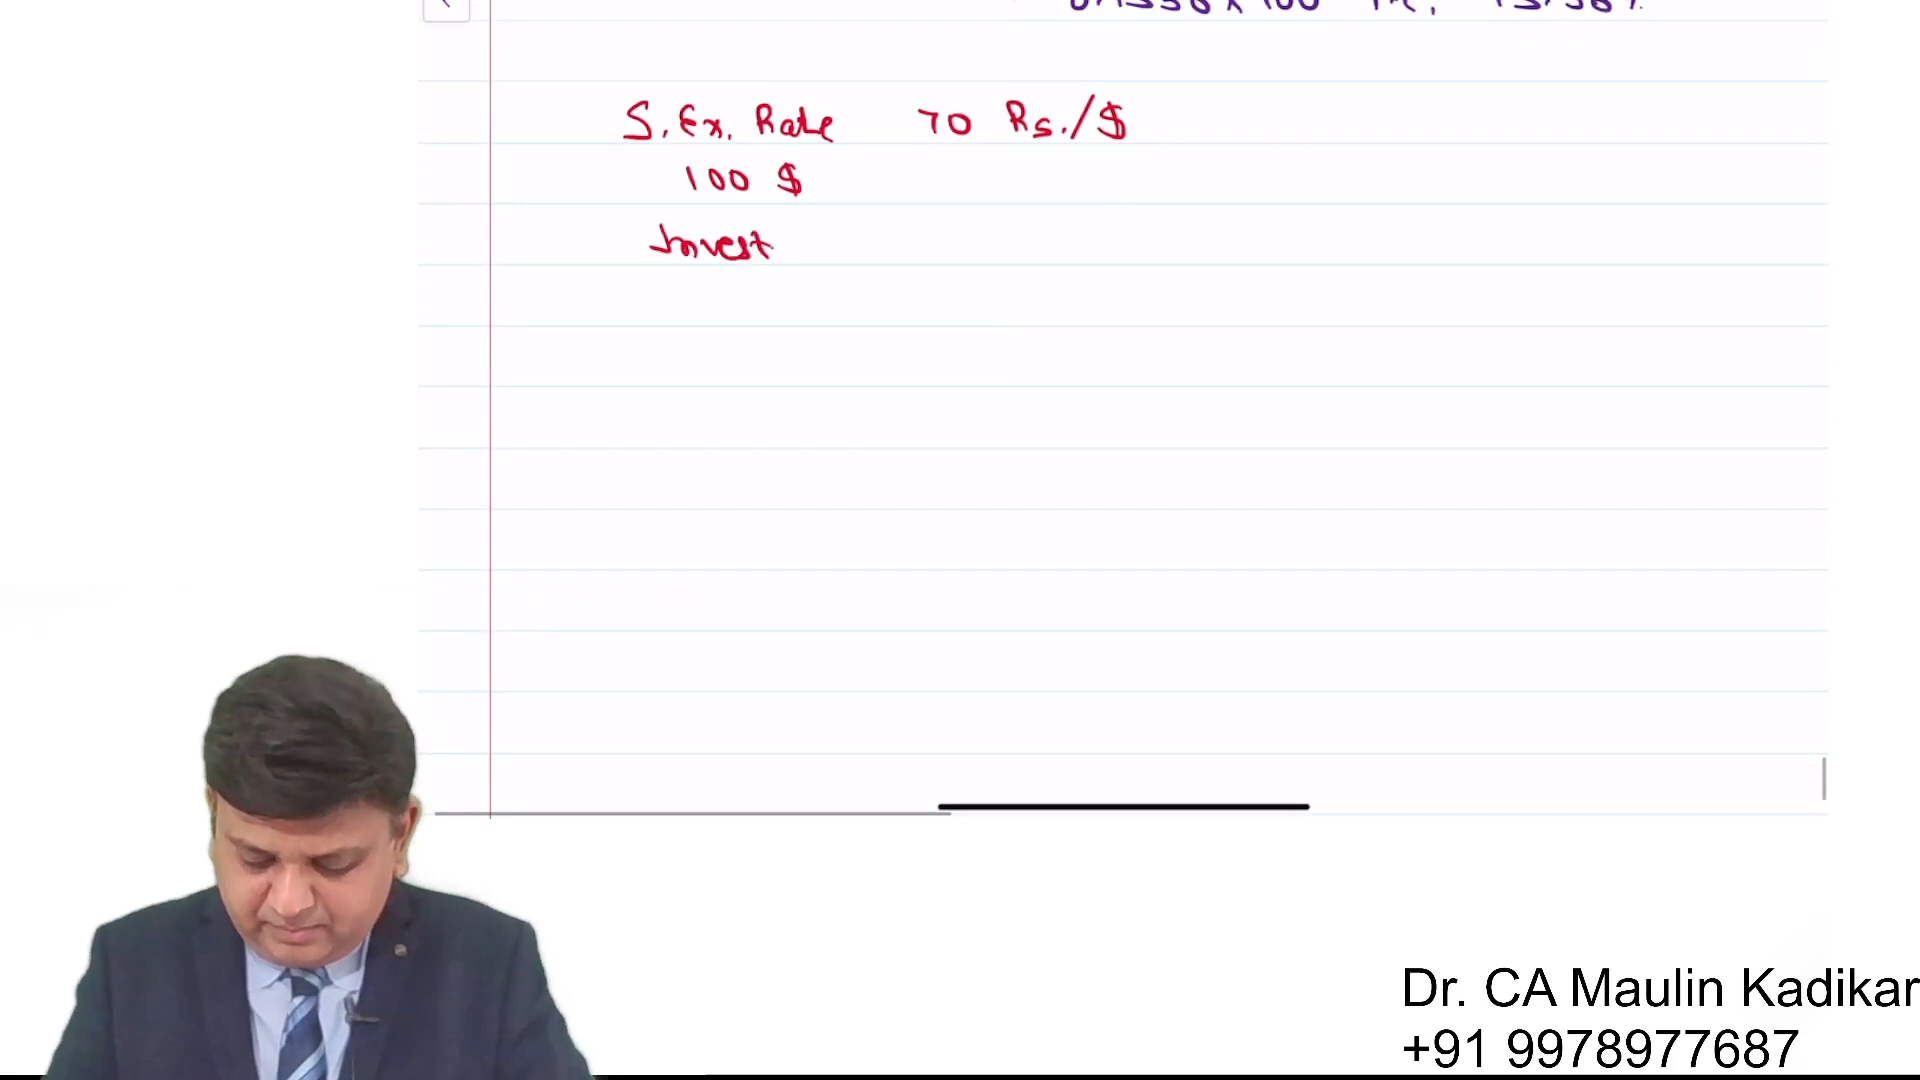 S. Ex. Rate 70 Rs./$
100 $
Invest
Dr. CA Maulin Kadikar
+91 9978977687